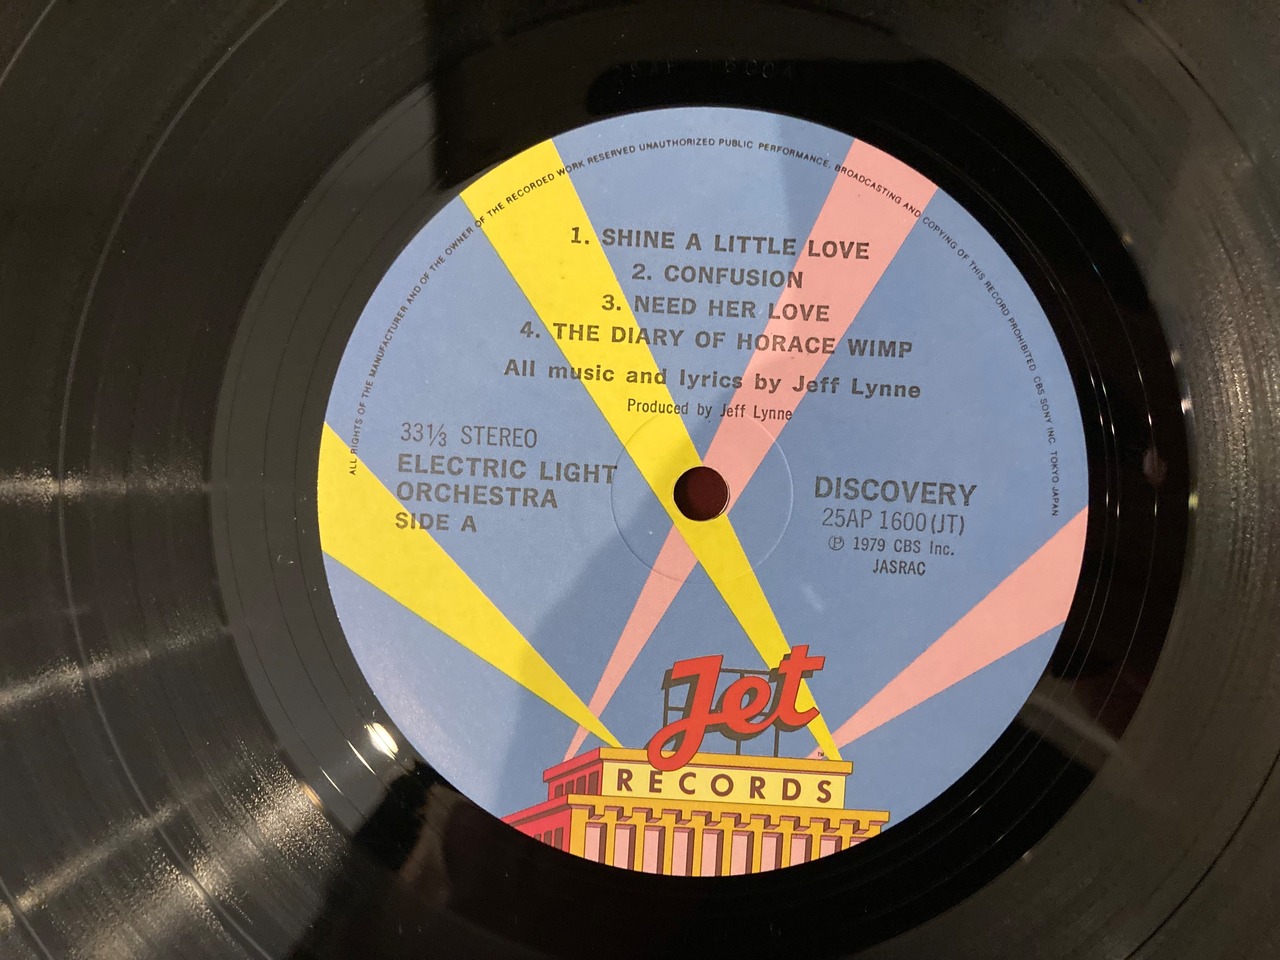 ALL RIGHTS OF THE MANUFACTURER AND OF THE OWNER OF THE RECORDED WORK RESERVED UNAUTHORIZED PUBLIC PERFORMANCE, BROADCASTING AND COPYING OF THIS RECORD PROHIBITED CBS SONY INC. TOKYO JAPAN
1. SHINE A LITTLE LOVE
2. CONFUSION
3. NEED HER LOVE
4. THE DIARY OF HORACE WIMP
All music and lyrics by Jeff Lynne
Produced by Jeff Lynne
33⅓ STEREO
ELECTRIC LIGHT
ORCHESTRA
SIDE A
DISCOVERY
25AP 1600(JT)
Ⓟ 1979 CBS Inc.
JASRAC
Jet
™
RECORDS